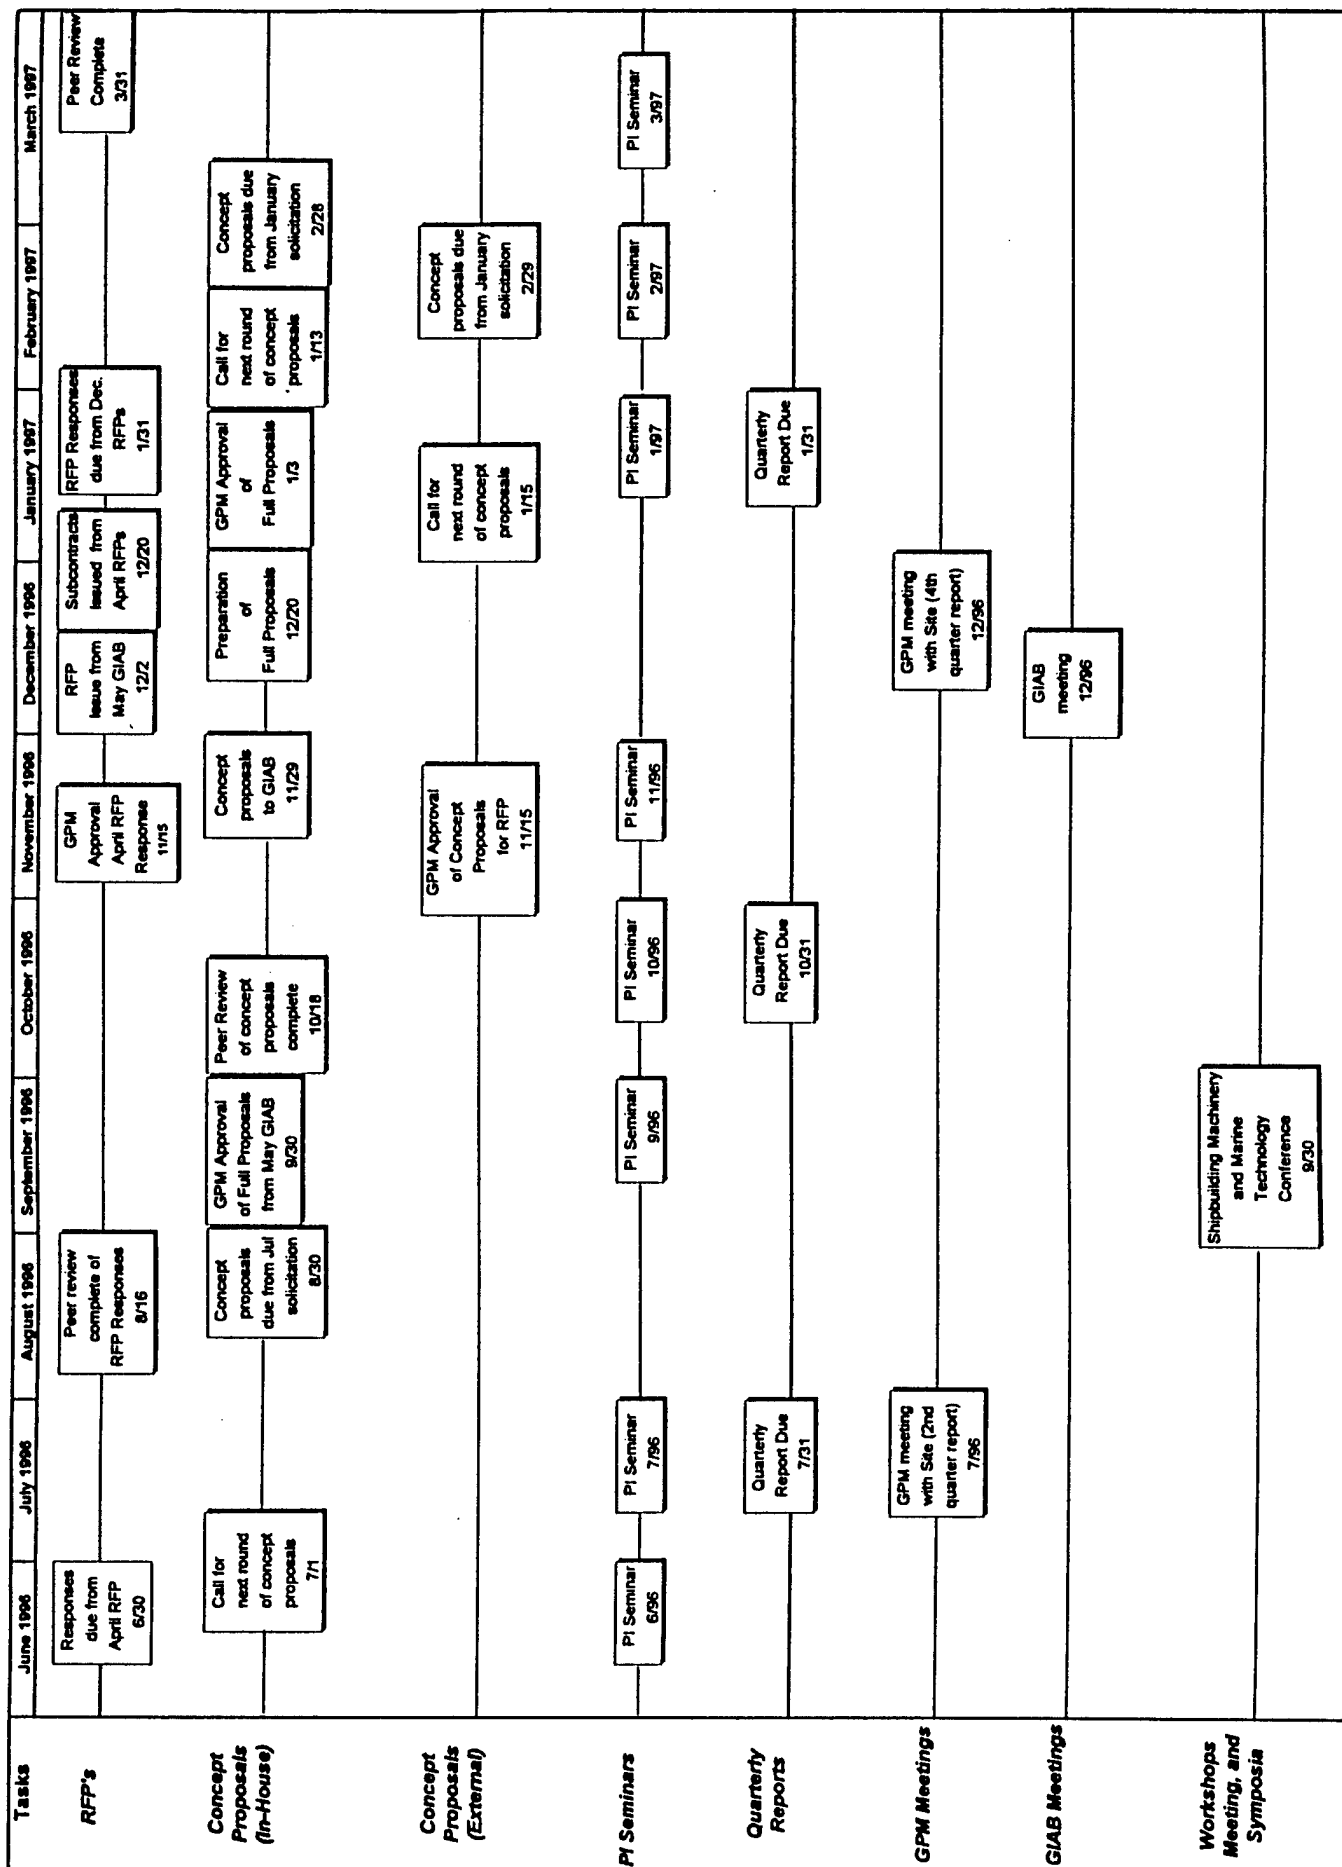 Tasks
June 1996
July 1996
August 1996
September 1996
October 1996
November 1996
December 1996
January 1997
February 1997
March 1997
RFP's
Responses
due from
April RFP
6/30
Peer review
complete of
RFP Responses
8/16
GPM
Approval
April RFP
Response
11/15
RFP
issue from
May GIAB
12/2
Subcontracts
issued from
April RFPs
12/20
RFP Responses
due from Dec.
RFPs
1/31
Peer Review
Complete
3/31
Concept
Proposals
(In-House)
Call for
next round
of concept
proposals
7/1
Concept
proposals
due from Jul
solicitation
8/30
GPM Approval
of Full Proposals
from May GIAB
9/30
Peer Review
of concept
proposals
complete
10/18
Concept
proposals
to GIAB
11/29
Preparation
of
Full Proposals
12/20
GPM Approval
of
Full Proposals
1/3
Call for
next round
of concept
proposals
1/13
Concept
proposals due
from January
solicitation
2/28
Concept
Proposals
(External)
GPM Approval
of Concept
Proposals
for RFP
11/15
Call for
next round
of concept
proposals
1/15
Concept
proposals due
from January
solicitation
2/29
PI Seminars
PI Seminar
6/96
PI Seminar
7/96
PI Seminar
9/96
PI Seminar
10/96
PI Seminar
11/96
PI Seminar
1/97
PI Seminar
2/97
PI Seminar
3/97
Quarterly
Reports
Quarterly
Report Due
7/31
Quarterly
Report Due
10/31
Quarterly
Report Due
1/31
GPM Meetings
GPM meeting
with Site (2nd
quarter report)
7/96
GPM meeting
with Site (4th
quarter report)
12/96
GIAB Meetings
GIAB
meeting
12/96
Workshops
Meeting, and
Symposia
Shipbuilding Machinery
and Marine
Technology
Conference
9/30